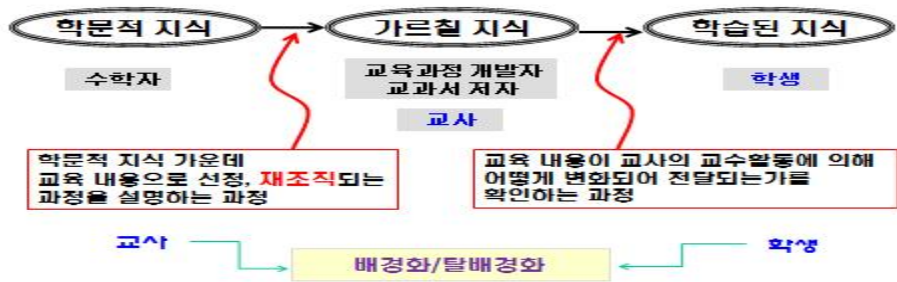 학문적 지식
가르칠 지식
학습된 지식
수학자
교육과정 개발자
교과서 저자
교사
학생
학문적 지식 가운데
교육 내용으로 선정, 재조직되는
과정을 설명하는 과정
교육 내용이 교사의 교수활동에 의해
어떻게 변화되어 전달되는가를
확인하는 과정
교사
배경화/탈배경화
학생